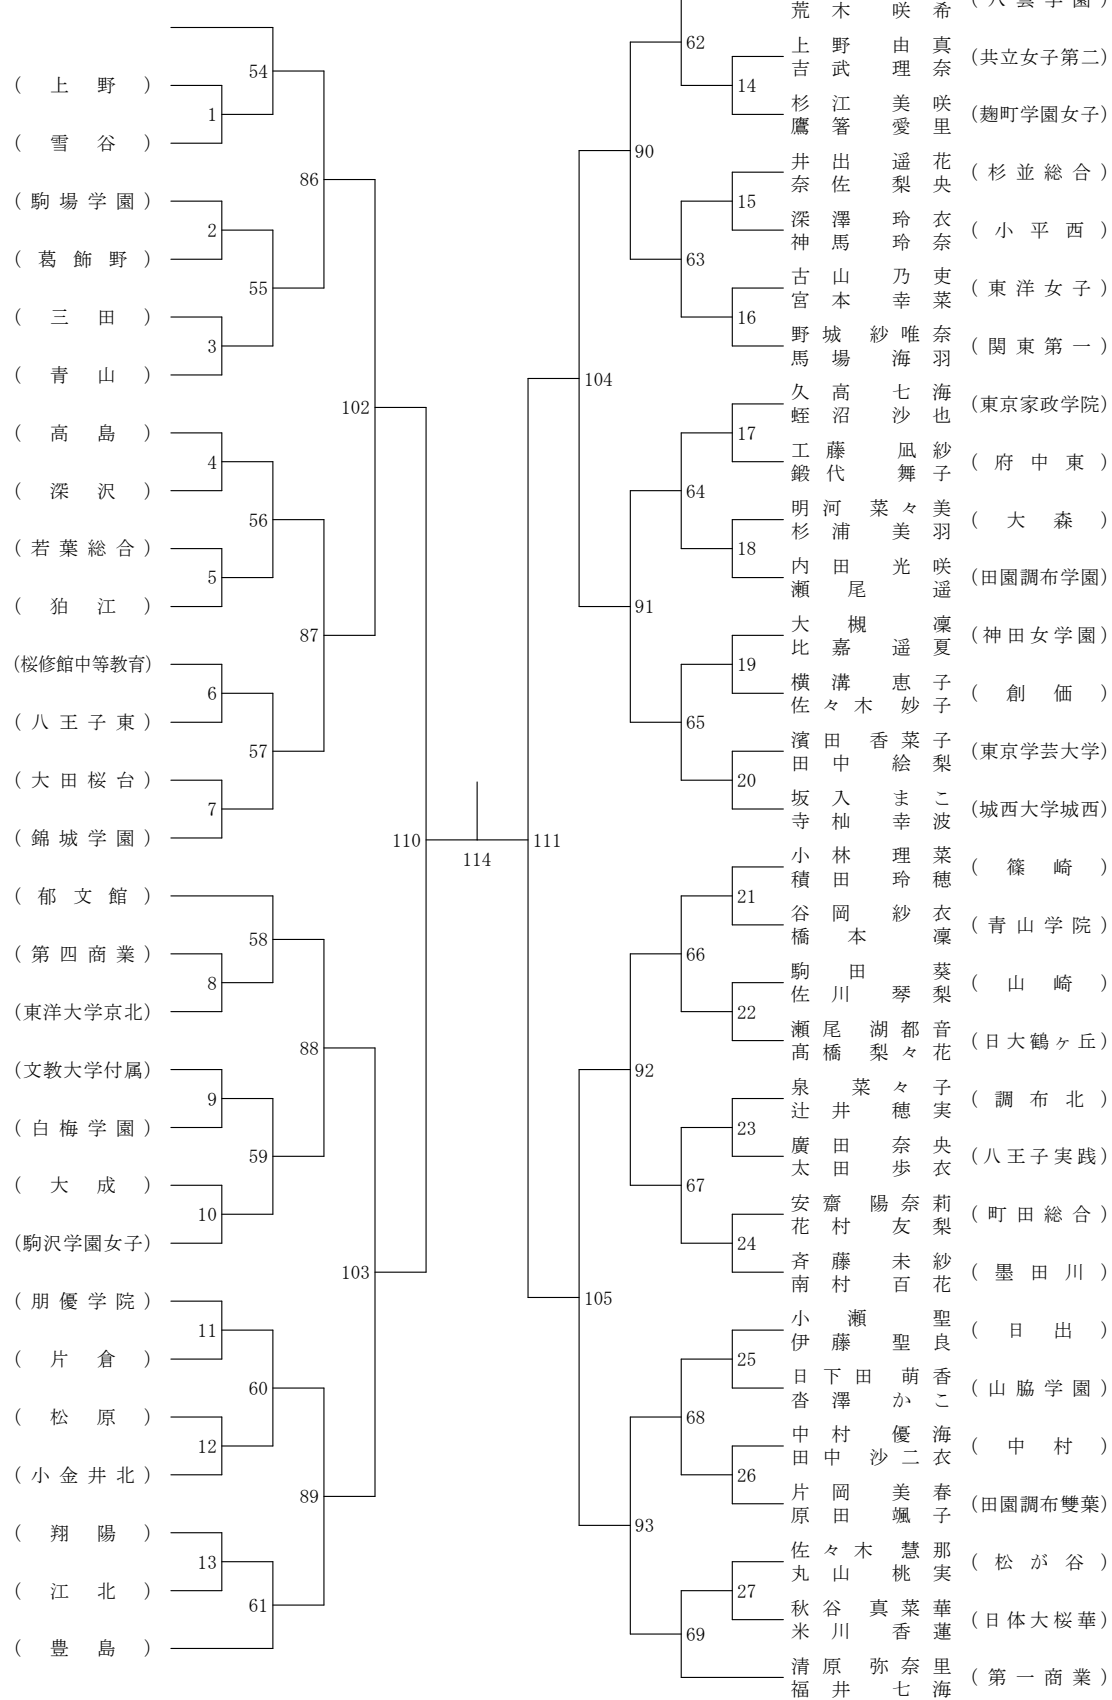 54
( 上 野 )
1
( 雪 谷 )
86
( 駒 場 学 園 )
2
( 葛 飾 野 )
55
( 三 田 )
3
( 青 山 )
102
( 高 島 )
4
( 深 沢 )
56
( 若 葉 総 合 )
5
( 狛 江 )
87
(桜修館中等教育)
6
( 八 王 子 東 )
57
( 大 田 桜 台 )
7
( 錦 城 学 園 )
110
114
111
( 郁 文 館 )
58
( 第 四 商 業 )
8
(東洋大学京北)
88
(文教大学付属)
9
( 白 梅 学 園 )
59
( 大 成 )
10
(駒沢学園女子)
103
( 朋 優 学 院 )
11
( 片 倉 )
60
( 松 原 )
12
( 小 金 井 北 )
89
( 翔 陽 )
13
( 江 北 )
61
( 豊 島 )
荒 木 咲 希
62
上 野 由 真 (共立女子第二)
吉 武 理 奈
14
杉 江 美 咲 (麹町学園女子)
鷹 箸 愛 里
90
井 出 遥 花 ( 杉 並 総 合 )
奈 佐 梨 央
15
深 澤 玲 衣 ( 小 平 西 )
神 馬 玲 奈
63
古 山 乃 吏 ( 東 洋 女 子 )
宮 本 幸 菜
16
野 城 紗 唯 奈 ( 関 東 第 一 )
馬 場 海 羽
104
久 高 七 海 (東京家政学院)
蛭 沼 沙 也
17
工 藤 凪 紗 ( 府 中 東 )
鍛 代 舞 子
64
明 河 菜 々 美 ( 大 森 )
杉 浦 美 羽
18
内 田 光 咲 (田園調布学園)
瀬 尾 遥
91
大 槻 凜 ( 神 田 女 学 園 )
比 嘉 遥 夏
19
横 溝 恵 子 ( 創 価 )
佐 々 木 妙 子
65
濱 田 香 菜 子 (東京学芸大学)
田 中 絵 梨
20
坂 入 ま こ (城西大学城西)
寺 杣 幸 波
小 林 理 菜 ( 篠 崎 )
積 田 玲 穂
21
谷 岡 紗 衣 ( 青 山 学 院 )
橋 本 凜
66
駒 田 葵 ( 山 崎 )
佐 川 琴 梨
22
瀬 尾 湖 都 音 ( 日 大 鶴 ヶ 丘 )
髙 橋 梨 々 花
92
泉 菜 々 子 ( 調 布 北 )
辻 井 穂 実
23
廣 田 奈 央 ( 八 王 子 実 践 )
太 田 歩 衣
67
安 齋 陽 奈 莉 ( 町 田 総 合 )
花 村 友 梨
24
斉 藤 未 紗 ( 墨 田 川 )
南 村 百 花
105
小 瀬 聖 ( 日 出 )
伊 藤 聖 良
25
日 下 田 萌 香 ( 山 脇 学 園 )
沓 澤 か こ
68
中 村 優 海 ( 中 村 )
田 中 沙 二 衣
26
片 岡 美 春 (田園調布雙葉)
原 田 颯 子
93
佐 々 木 慧 那 ( 松 が 谷 )
丸 山 桃 実
27
秋 谷 真 菜 華 ( 日 体 大 桜 華 )
米 川 香 蓮
69
清 原 弥 奈 里 ( 第 一 商 業 )
福 井 七 海